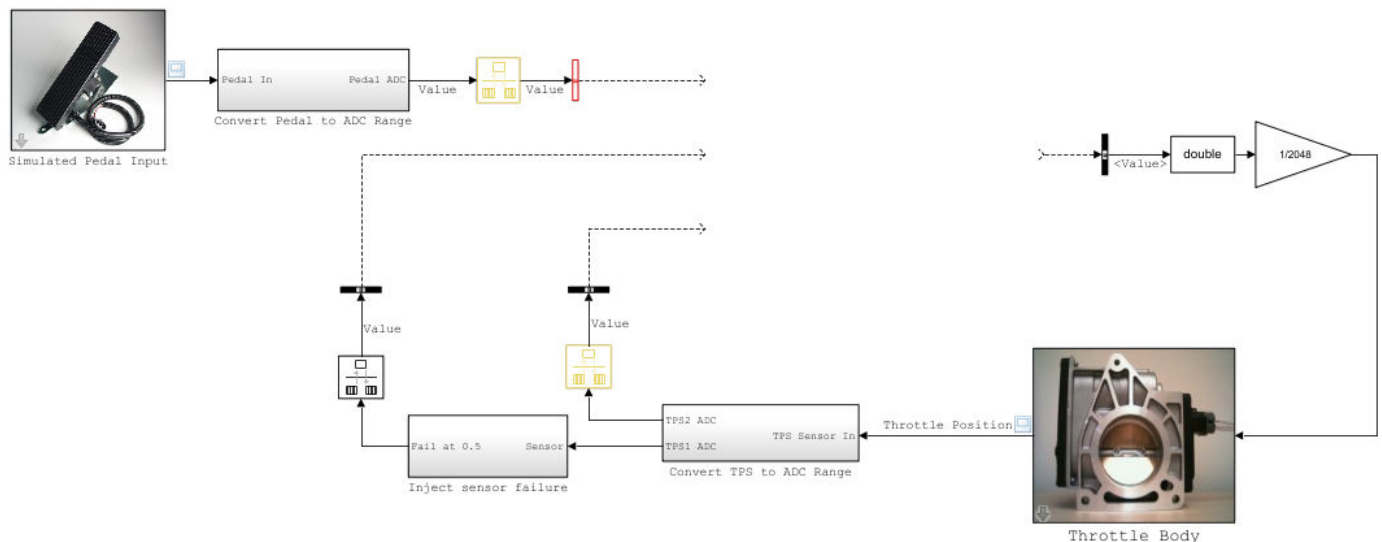 Pedal In
Pedal ADC
Value
Value
Convert Pedal to ADC Range
Simulated Pedal Input
<Value>
double
1/2048
Value
Value
Fail at 0.5
Sensor
Inject sensor failure
TPS2 ADC
TPS1 ADC
TPS Sensor In
Convert TPS to ADC Range
Throttle Position
Throttle Body